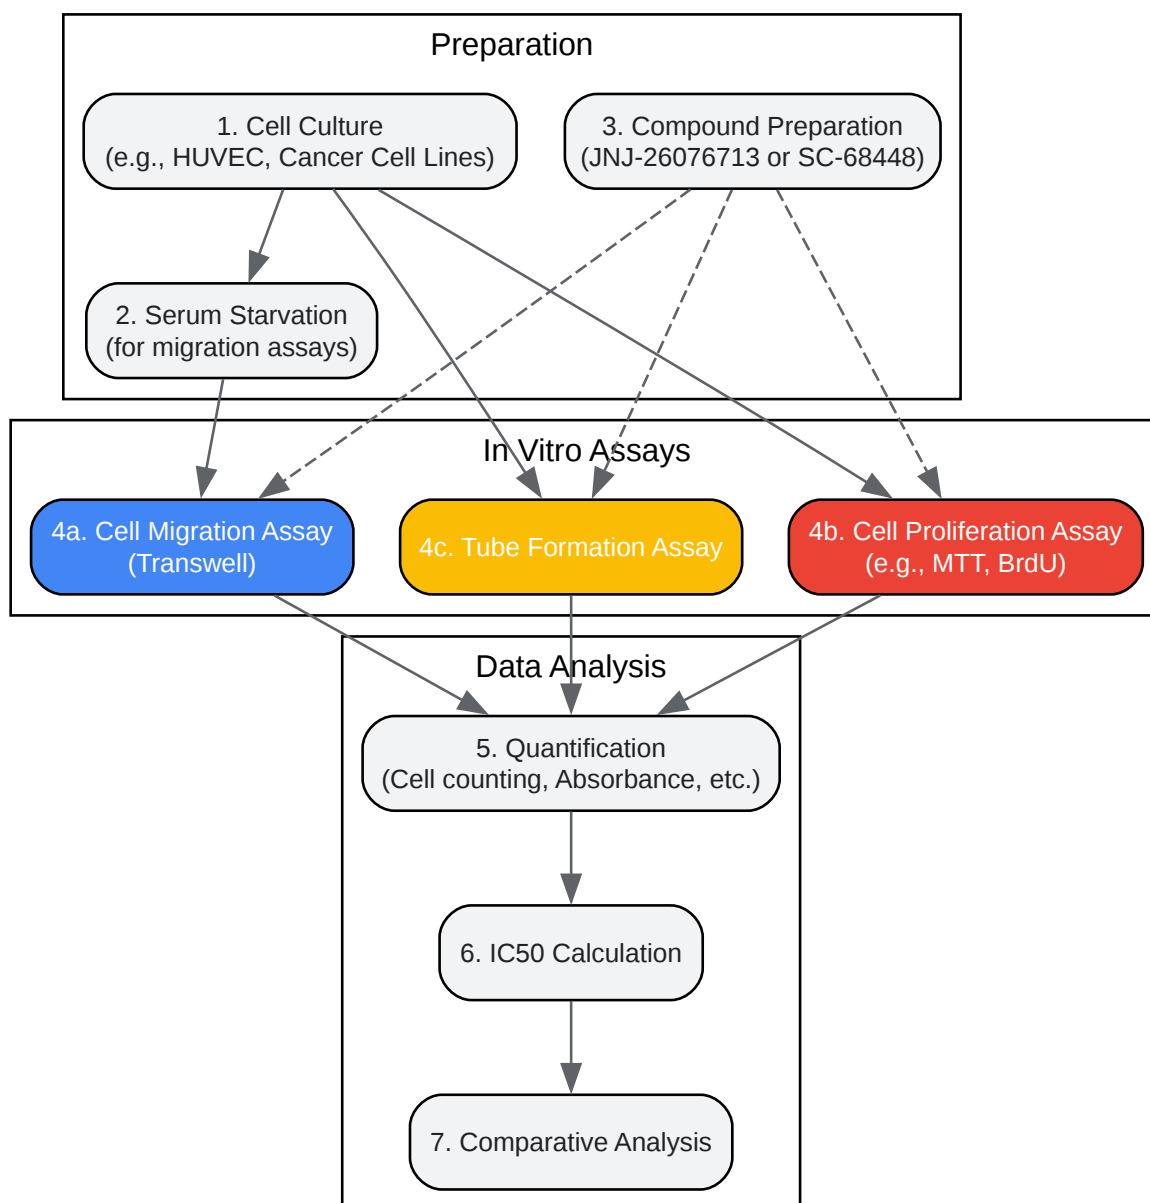 Preparation
1. Cell Culture
(e.g., HUVEC, Cancer Cell Lines)
3. Compound Preparation
(JNJ-26076713 or SC-68448)
2. Serum Starvation
(for migration assays)
In Vitro Assays
4a. Cell Migration Assay
(Transwell)
4c. Tube Formation Assay
4b. Cell Proliferation Assay
(e.g., MTT, BrdU)
Data Analysis
5. Quantification
(Cell counting, Absorbance, etc.)
6. IC50 Calculation
7. Comparative Analysis